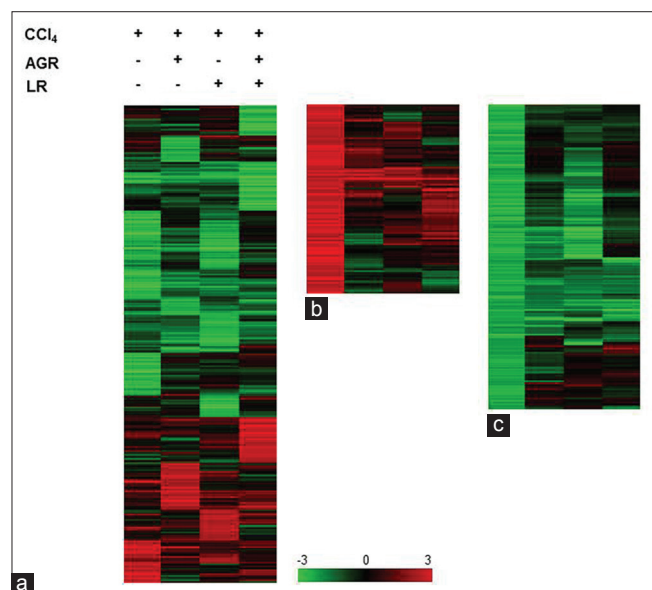 CCl₄ + + + +
AGR - + - +
LR - - + +
b
c
-3 0 3
a